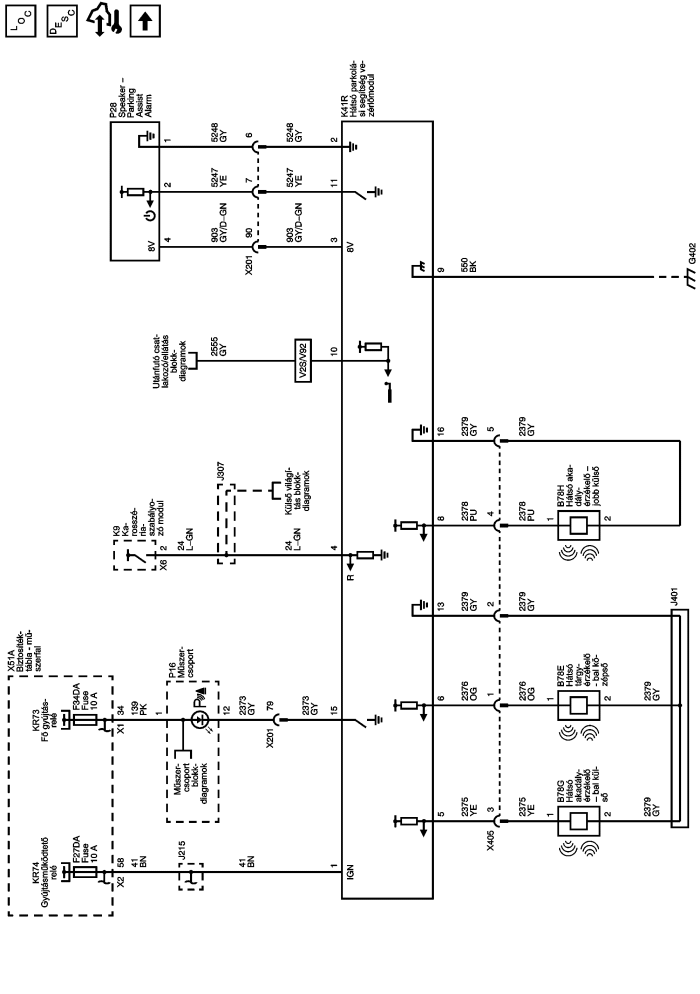 LOC
DESC
X51A
Biztosíték-
tábla - mű-
szerfal
KR74
Gyújtásműködtető
relé
F27DA
Fuse
10 A
KR73
Fő gyújtás-
relé
F34DA
Fuse
10 A
58
X2
41
BN
J215
41
BN
1
IGN
34
X1
139
PK
1
P16
Műszer-
csoport
Műszer-
csoport
blokk-
diagramok
P
12
2373
GY
79
X201
2373
GY
15
K9
Ka-
rosszé-
ria-
szabályo-
zó modul
2
X6
24
L-GN
J307
Külső világí-
tás blokk-
diagramok
24
L-GN
4
R
Utánfutó csat-
lakozó/ellátás
blokk-
diagramok
2555
GY
V2S/V92
10
P28
Speaker –
Parking
Assist
Alarm
8V
4
2
1
903
GY/D-GN
5247
YE
5248
GY
X201
90
7
6
903
GY/D-GN
5247
YE
5248
GY
3
11
2
8V
K41R
Hátsó parkolá-
si segítség ve-
zérlőmodul
5
6
13
8
16
9
2375
YE
2376
OG
2379
GY
2378
PU
2379
GY
550
BK
X405
3
1
2
4
5
2375
YE
2376
OG
2379
GY
2378
PU
2379
GY
G402
1
B78G
Hátsó
akadály-
érzékelő
– bal kül-
ső
2
1
B78E
Hátsó
tárgy-
érzékelő
- bal kö-
zépső
2
1
B78H
Hátsó aka-
dály-
érzékelő –
jobb külső
2
2379
GY
2379
GY
J401